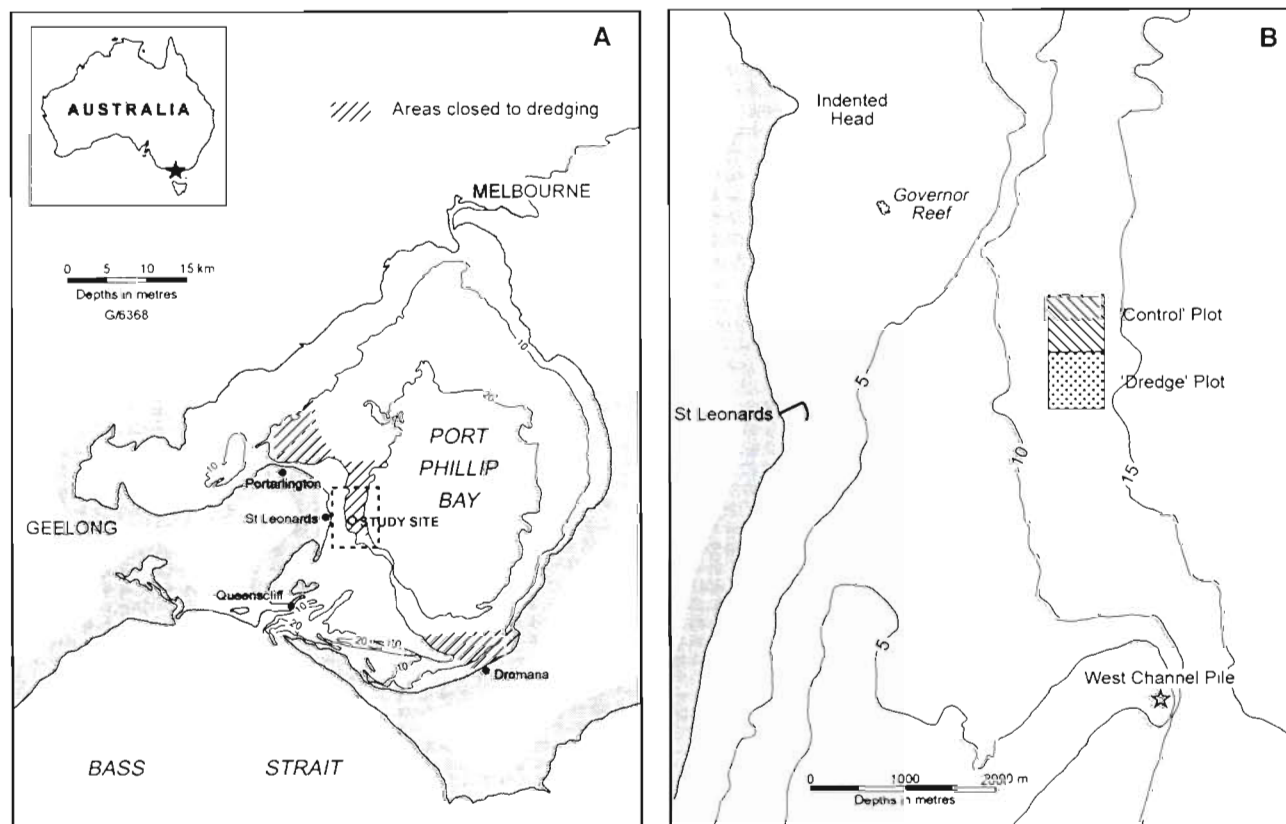 A
AUSTRALIA
Areas closed to dredging
MELBOURNE
0 5 10 15 km
Depths in metres
G/6368
10
20
PORT
PHILLIP
BAY
10
Portarlington
GEELONG
St Leonards
STUDY SITE
Queenscliff
10
20
20
10
10
Dromana
BASS STRAIT
B
Indented
Head
Governor
Reef
'Control' Plot
5
'Dredge' Plot
St Leonards
10
15
5
West Channel Pile
0 1000 2000 m
Depths in metres